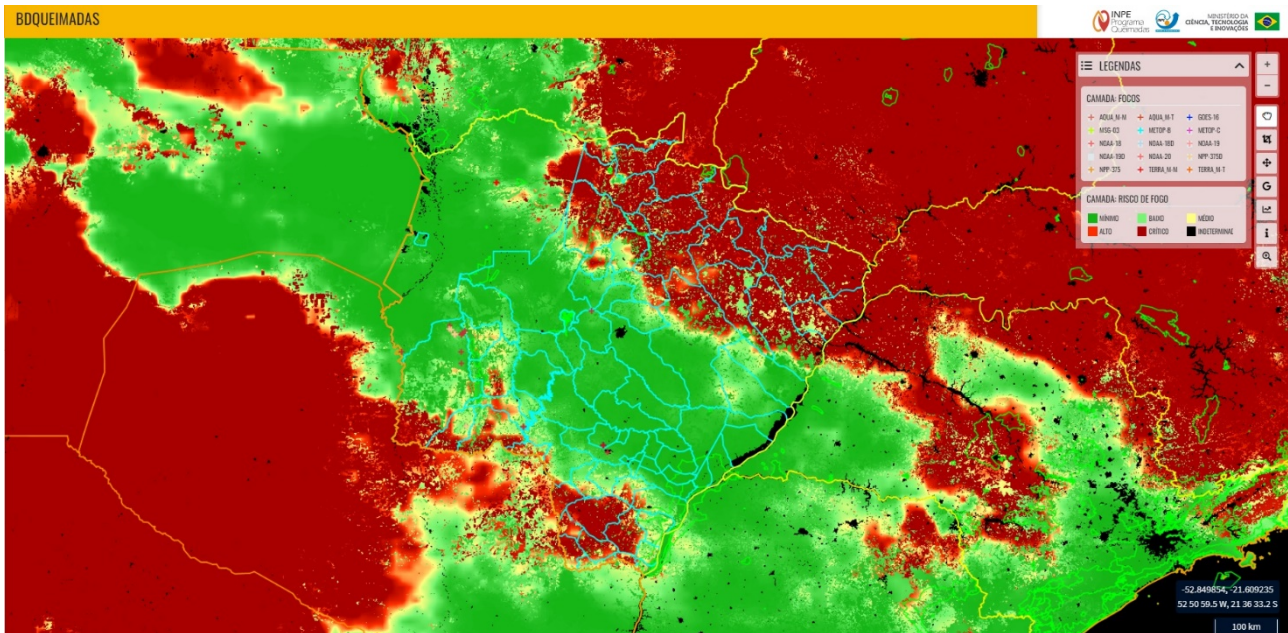 BDQUEIMADAS
INPE
Programa
Queimadas
MINISTÉRIO DA
CIÊNCIA, TECNOLOGIA
E INOVAÇÕES
LEGENDAS
CAMADA: FOCOS
AQUA_M-M AQUA_M-T GOES-16
MSG-03 METOP-B METOP-C
NOAA-18 NOAA-18D NOAA-19
NOAA-19D NOAA-20 NPP-375D
NPP-375 TERRA_M-M TERRA_M-T
CAMADA: RISCO DE FOGO
MÍNIMO BAIXO MÉDIO
ALTO CRÍTICO INDETERMINAE
+
−
G
i
-52.849854, -21.609235
52 50 59.5 W, 21 36 33.2 S
100 km